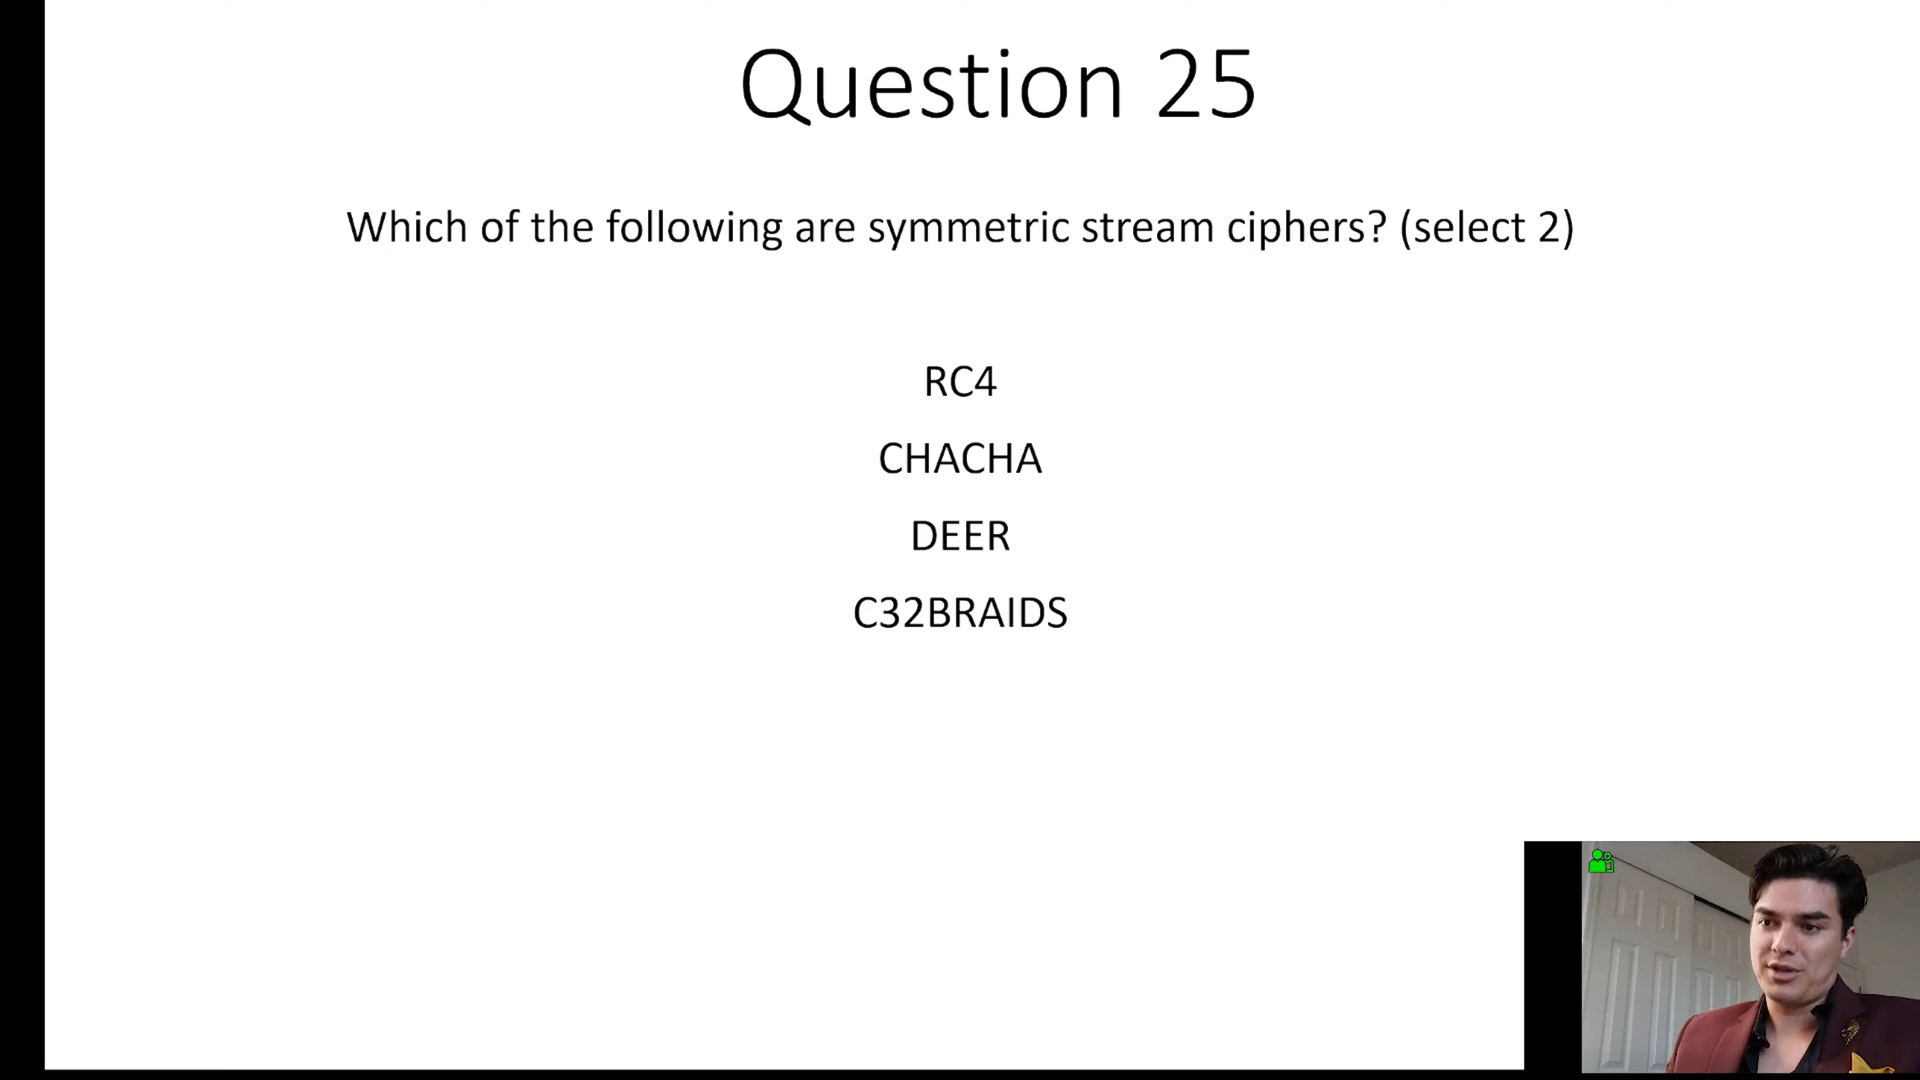 Question 25
Which of the following are symmetric stream ciphers? (select 2)
RC4
CHACHA
DEER
C32BRAIDS